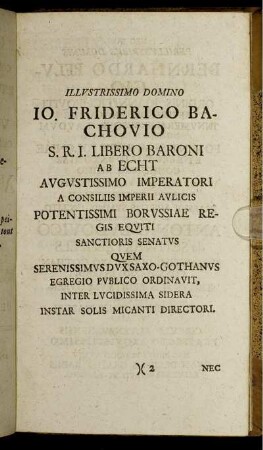 ILLVSTRISSIMO DOMINO
IO. FRIDERICO BA-
CHOVIO
S. R. I. LIBERO BARONI
AB ECHT
AVGVSTISSIMO IMPERATORI
A CONSILIIS IMPERII AVLICIS
POTENTISSIMI BORVSSIAE RE-
GIS EQVITI
SANCTIORIS SENATVS
QVEM
SERENISSIMVS DVX SAXO-GOTHANVS
EGREGIO PVBLICO ORDINAVIT,
INTER LVCIDISSIMA SIDERA
INSTAR SOLIS MICANTI DIRECTORI.
)( 2 NEC